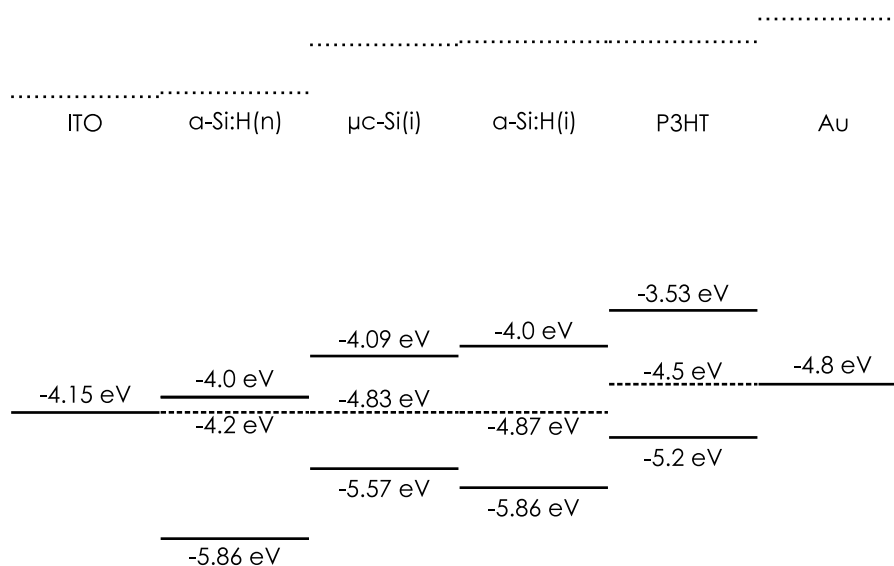 ITO a-Si:H(n) µc-Si(i) a-Si:H(i) P3HT Au
-3.53 eV
-4.09 eV -4.0 eV
-4.15 eV -4.0 eV -4.83 eV -4.5 eV -4.8 eV
-4.2 eV -4.87 eV
-5.57 eV -5.86 eV -5.2 eV
-5.86 eV